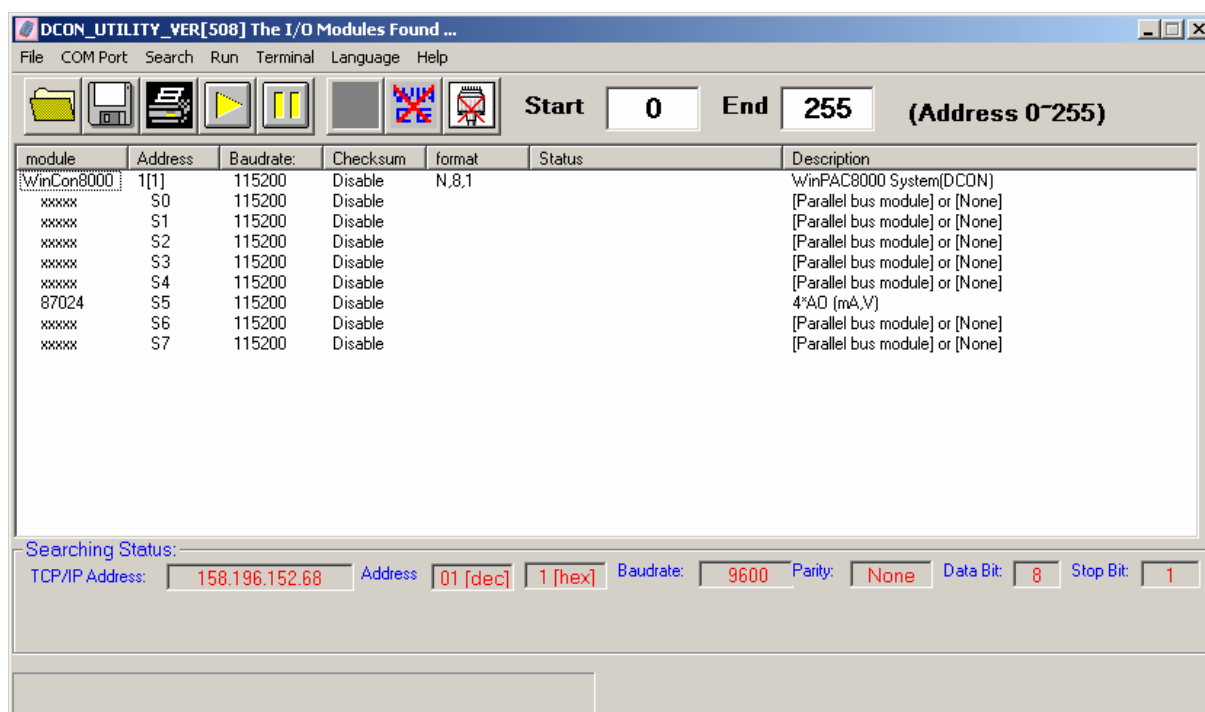 DCON_UTILITY_VER[508] The I/O Modules Found ...
File COM Port Search Run Terminal Language Help
Start 0 End 255 (Address 0~255)
module Address Baudrate: Checksum format Status Description
WinCon8000 1[1] 115200 Disable N,8,1 WinPAC8000 System(DCON)
xxxxx S0 115200 Disable [Parallel bus module] or [None]
xxxxx S1 115200 Disable [Parallel bus module] or [None]
xxxxx S2 115200 Disable [Parallel bus module] or [None]
xxxxx S3 115200 Disable [Parallel bus module] or [None]
xxxxx S4 115200 Disable [Parallel bus module] or [None]
87024 S5 115200 Disable 4*AO (mA,V)
xxxxx S6 115200 Disable [Parallel bus module] or [None]
xxxxx S7 115200 Disable [Parallel bus module] or [None]
Searching Status:
TCP/IP Address: 158.196.152.68 Address 01 [dec] 1 [hex] Baudrate: 9600 Parity: None Data Bit: 8 Stop Bit: 1